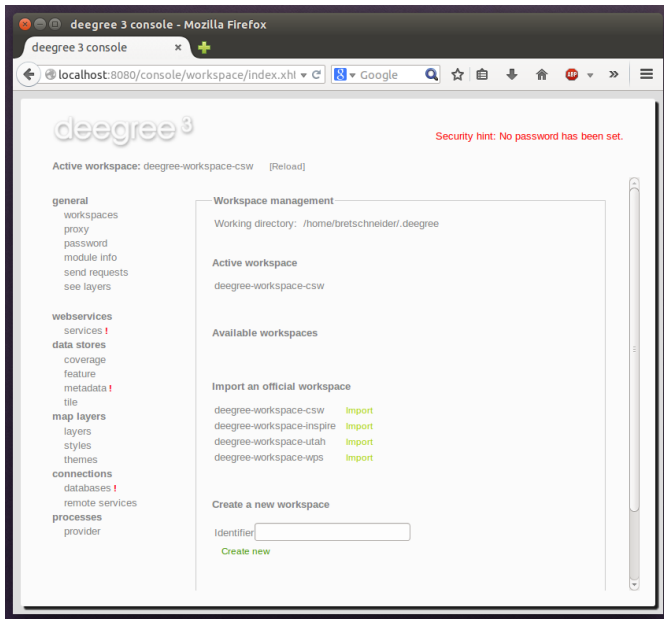 deegree 3 console - Mozilla Firefox
deegree 3 console
localhost:8080/console/workspace/index.xhl
Google
ABP
deegree 3
Security hint: No password has been set.
Active workspace: deegree-workspace-csw [Reload]
general
workspaces
proxy
password
module info
send requests
see layers
webservices
services !
data stores
coverage
feature
metadata !
tile
map layers
layers
styles
themes
connections
databases !
remote services
processes
provider
Workspace management
Working directory: /home/bretschneider/.deegree
Active workspace
deegree-workspace-csw
Available workspaces
Import an official workspace
deegree-workspace-csw Import
deegree-workspace-inspire Import
deegree-workspace-utah Import
deegree-workspace-wps Import
Create a new workspace
Identifier
Create new